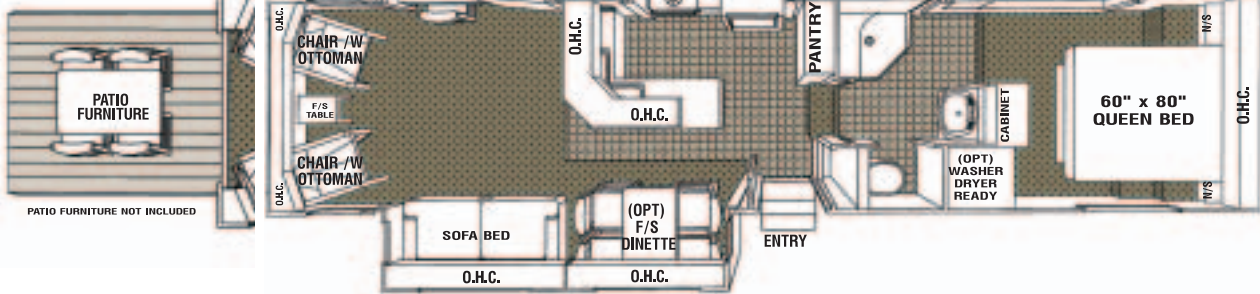 PATIO
FURNITURE
PATIO FURNITURE NOT INCLUDED
O.H.C.
CHAIR /W
OTTOMAN
F/S
TABLE
CHAIR /W
OTTOMAN
O.H.C.
O.H.C.
O.H.C.
SOFA BED
O.H.C.
(OPT)
F/S
DINETTE
O.H.C.
ENTRY
PANTRY
CABINET
(OPT)
WASHER
DRYER
READY
60" x 80"
QUEEN BED
N/S
N/S
O.H.C.